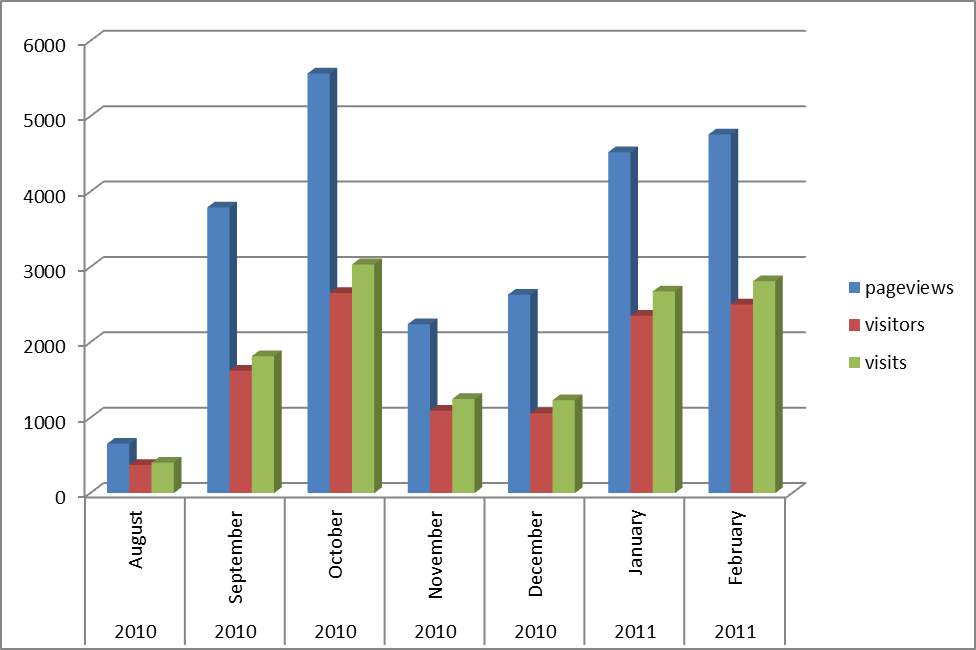 6000
5000
4000
3000
2000
1000
0
pageviews
visitors
visits
August September October November December January February
2010 2010 2010 2010 2010 2011 2011